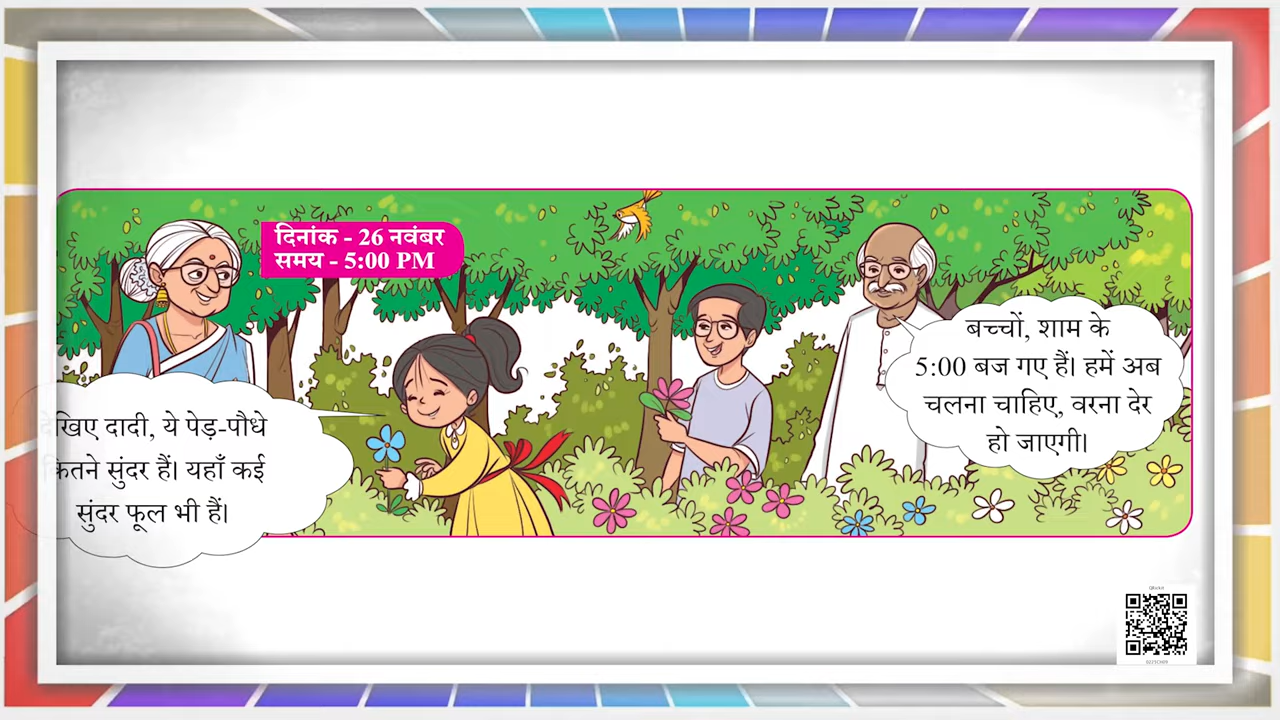 दिनांक - 26 नवंबर
समय - 5:00 PM
देखिए दादी, ये पेड़-पौधे
कितने सुंदर हैं। यहाँ कई
सुंदर फूल भी हैं।
बच्चों, शाम के
5:00 बज गए हैं। हमें अब
चलना चाहिए, वरना देर
हो जाएगी।